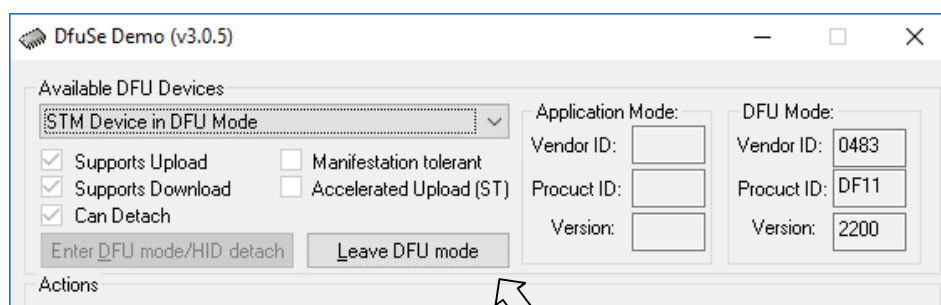 DfuSe Demo (v3.0.5)
Available DFU Devices
STM Device in DFU Mode
Supports Upload
Manifestation tolerant
Supports Download
Accelerated Upload (ST)
Can Detach
Enter DFU mode/HID detach
Leave DFU mode
Application Mode:
Vendor ID:
Procuct ID:
Version:
DFU Mode:
Vendor ID: 0483
Procuct ID: DF11
Version: 2200
Actions